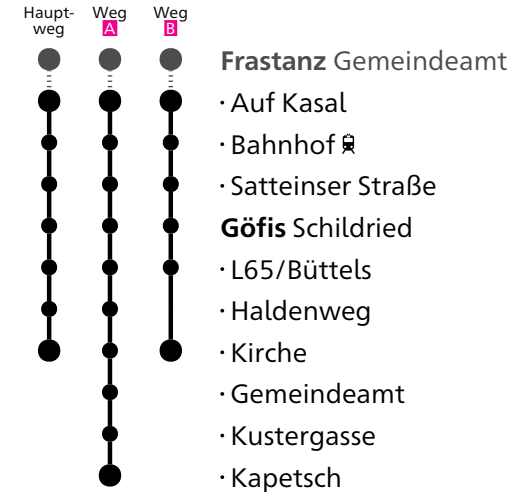 Haupt-
weg
Weg
A
Weg
B
Frastanz Gemeindeamt
· Auf Kasal
· Bahnhof
· Satteinser Straße
Göfis Schildried
· L65/Büttels
· Haldenweg
· Kirche
· Gemeindeamt
· Kustergasse
· Kapetsch